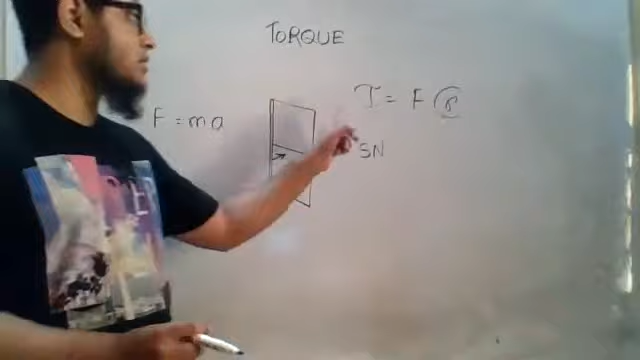 TORQUE
F = ma
T = F r
5N